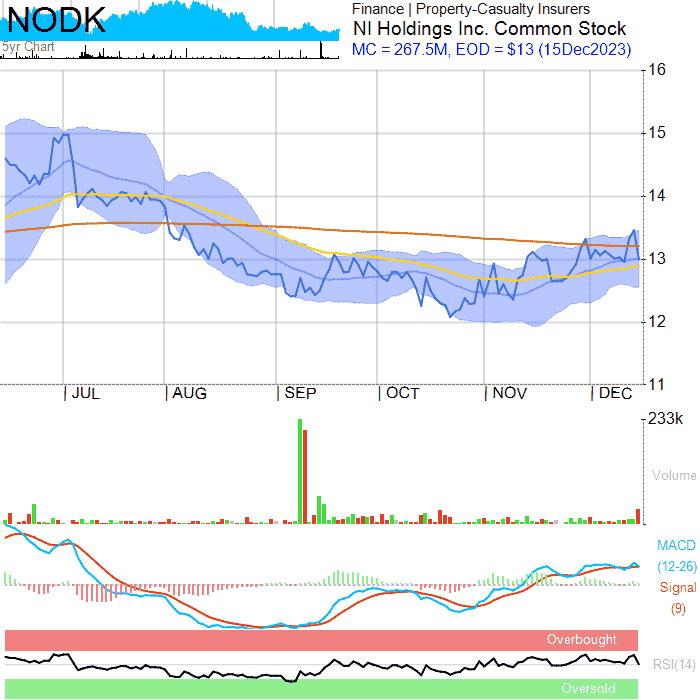 NODK
5yr Chart
Finance | Property-Casualty Insurers
NI Holdings Inc. Common Stock
MC = 267.5M, EOD = $13 (15Dec2023)
16
15
14
13
12
11
| JUL | AUG | SEP | OCT | NOV | DEC
233k
Volume
MACD
(12-26)
Signal
(9)
Overbought
RSI(14)
Oversold